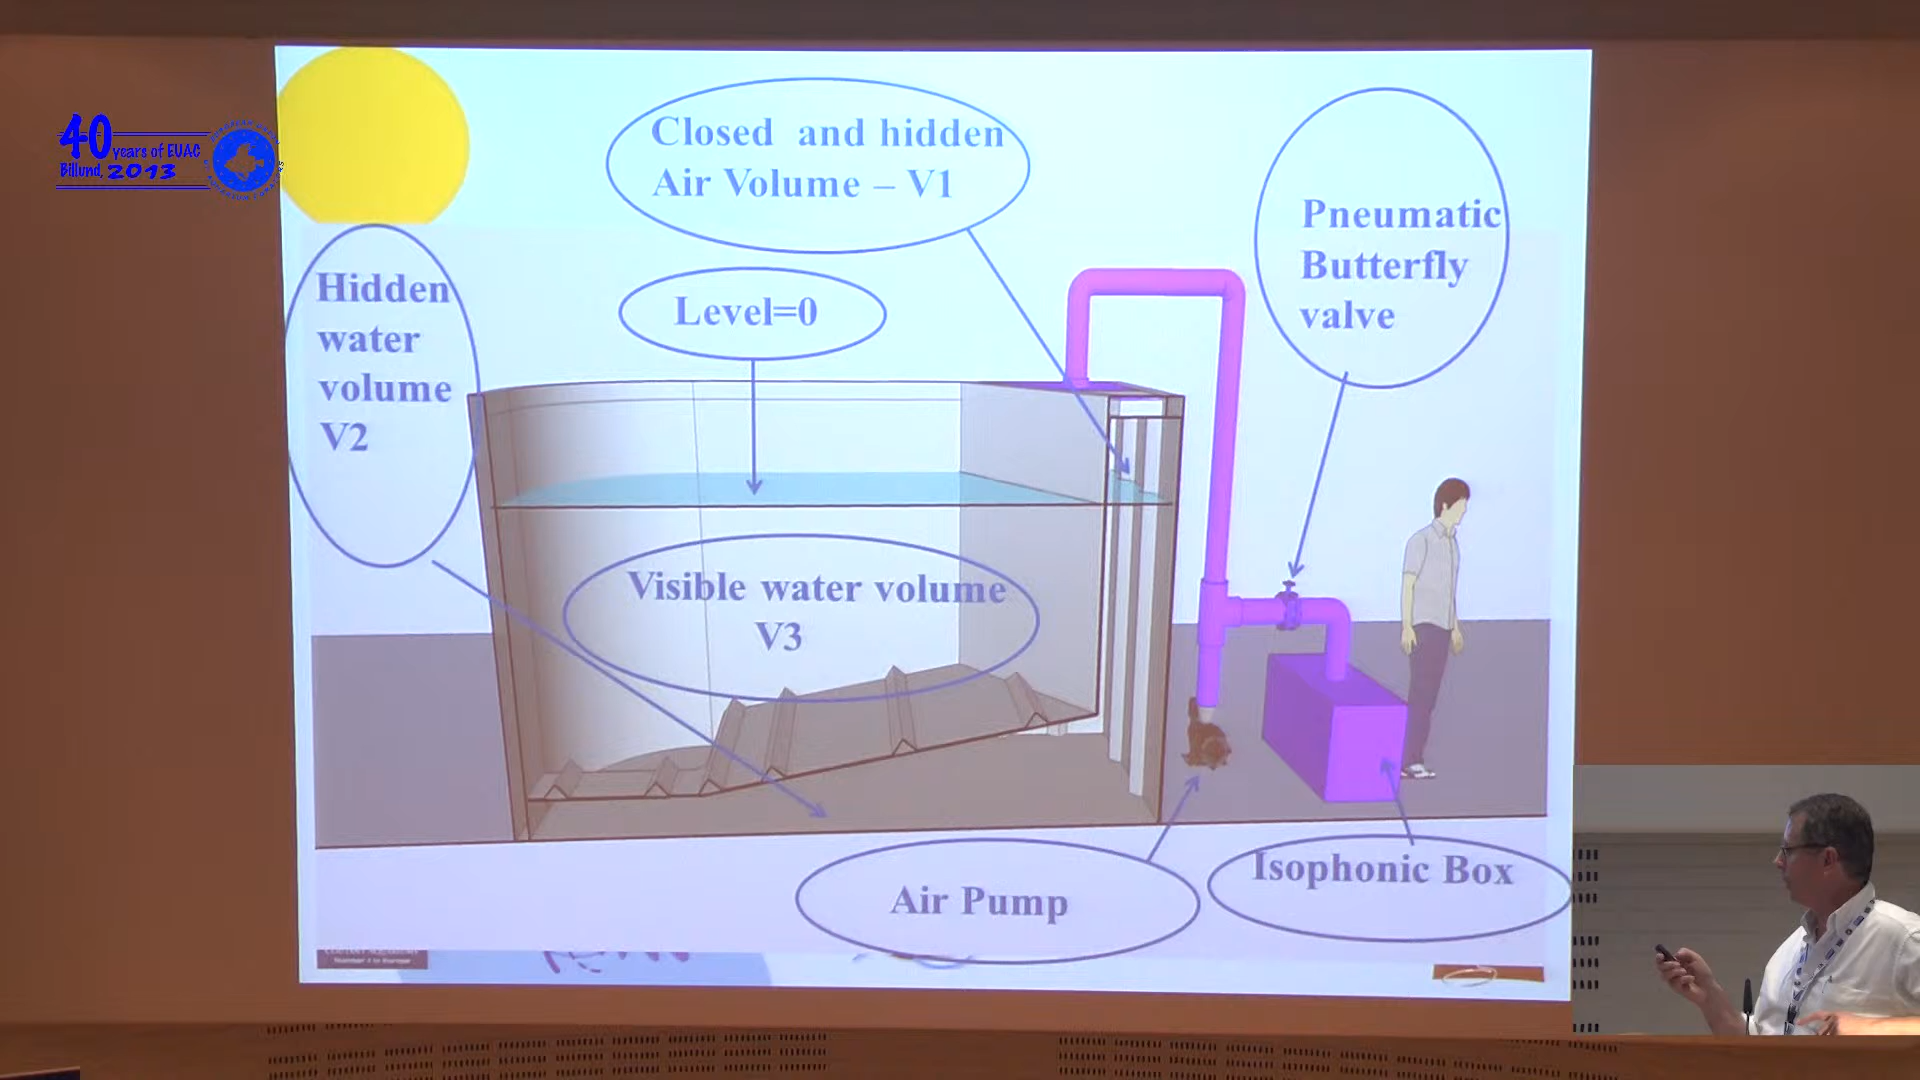 40
years of EUAC
Billund, 2013
Closed and hidden
Air Volume – V1
Pneumatic
Butterfly
valve
Hidden
water
volume
V2
Level=0
Visible water volume
V3
Air Pump
Isophonic Box